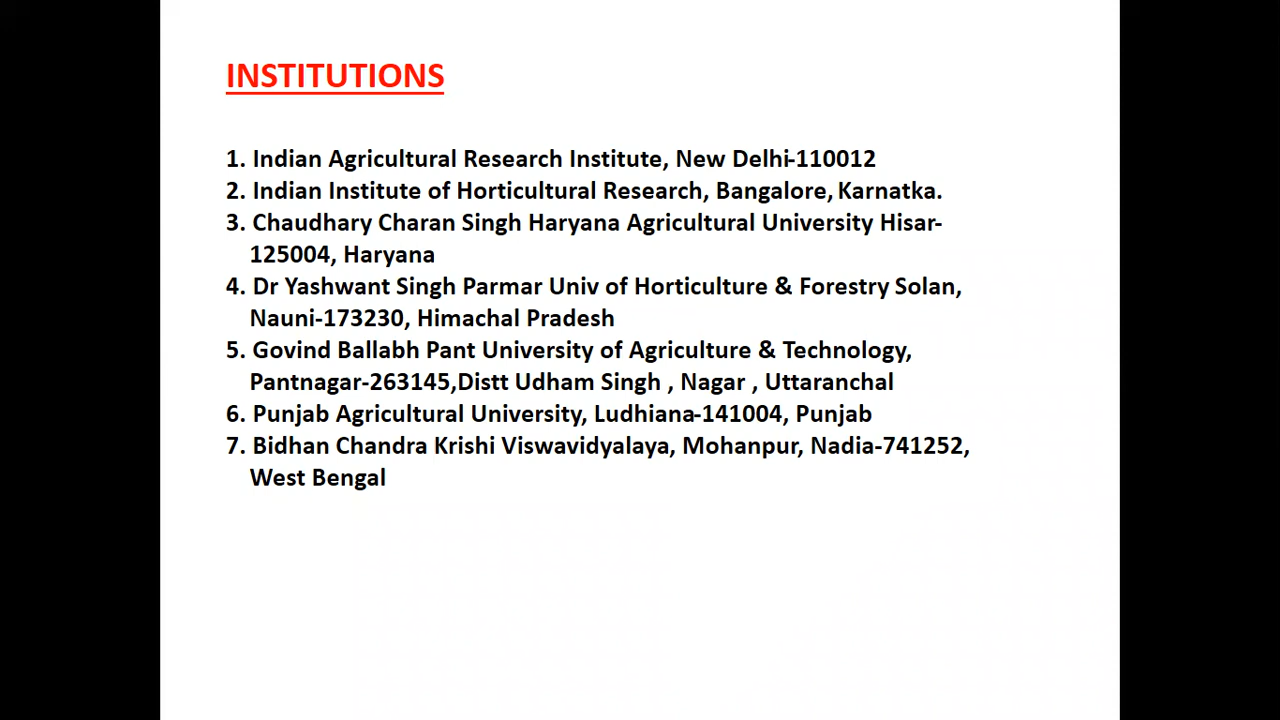 INSTITUTIONS
1. Indian Agricultural Research Institute, New Delhi-110012
2. Indian Institute of Horticultural Research, Bangalore, Karnatka.
3. Chaudhary Charan Singh Haryana Agricultural University Hisar-
125004, Haryana
4. Dr Yashwant Singh Parmar Univ of Horticulture & Forestry Solan,
Nauni-173230, Himachal Pradesh
5. Govind Ballabh Pant University of Agriculture & Technology,
Pantnagar-263145,Distt Udham Singh , Nagar , Uttaranchal
6. Punjab Agricultural University, Ludhiana-141004, Punjab
7. Bidhan Chandra Krishi Viswavidyalaya, Mohanpur, Nadia-741252,
West Bengal